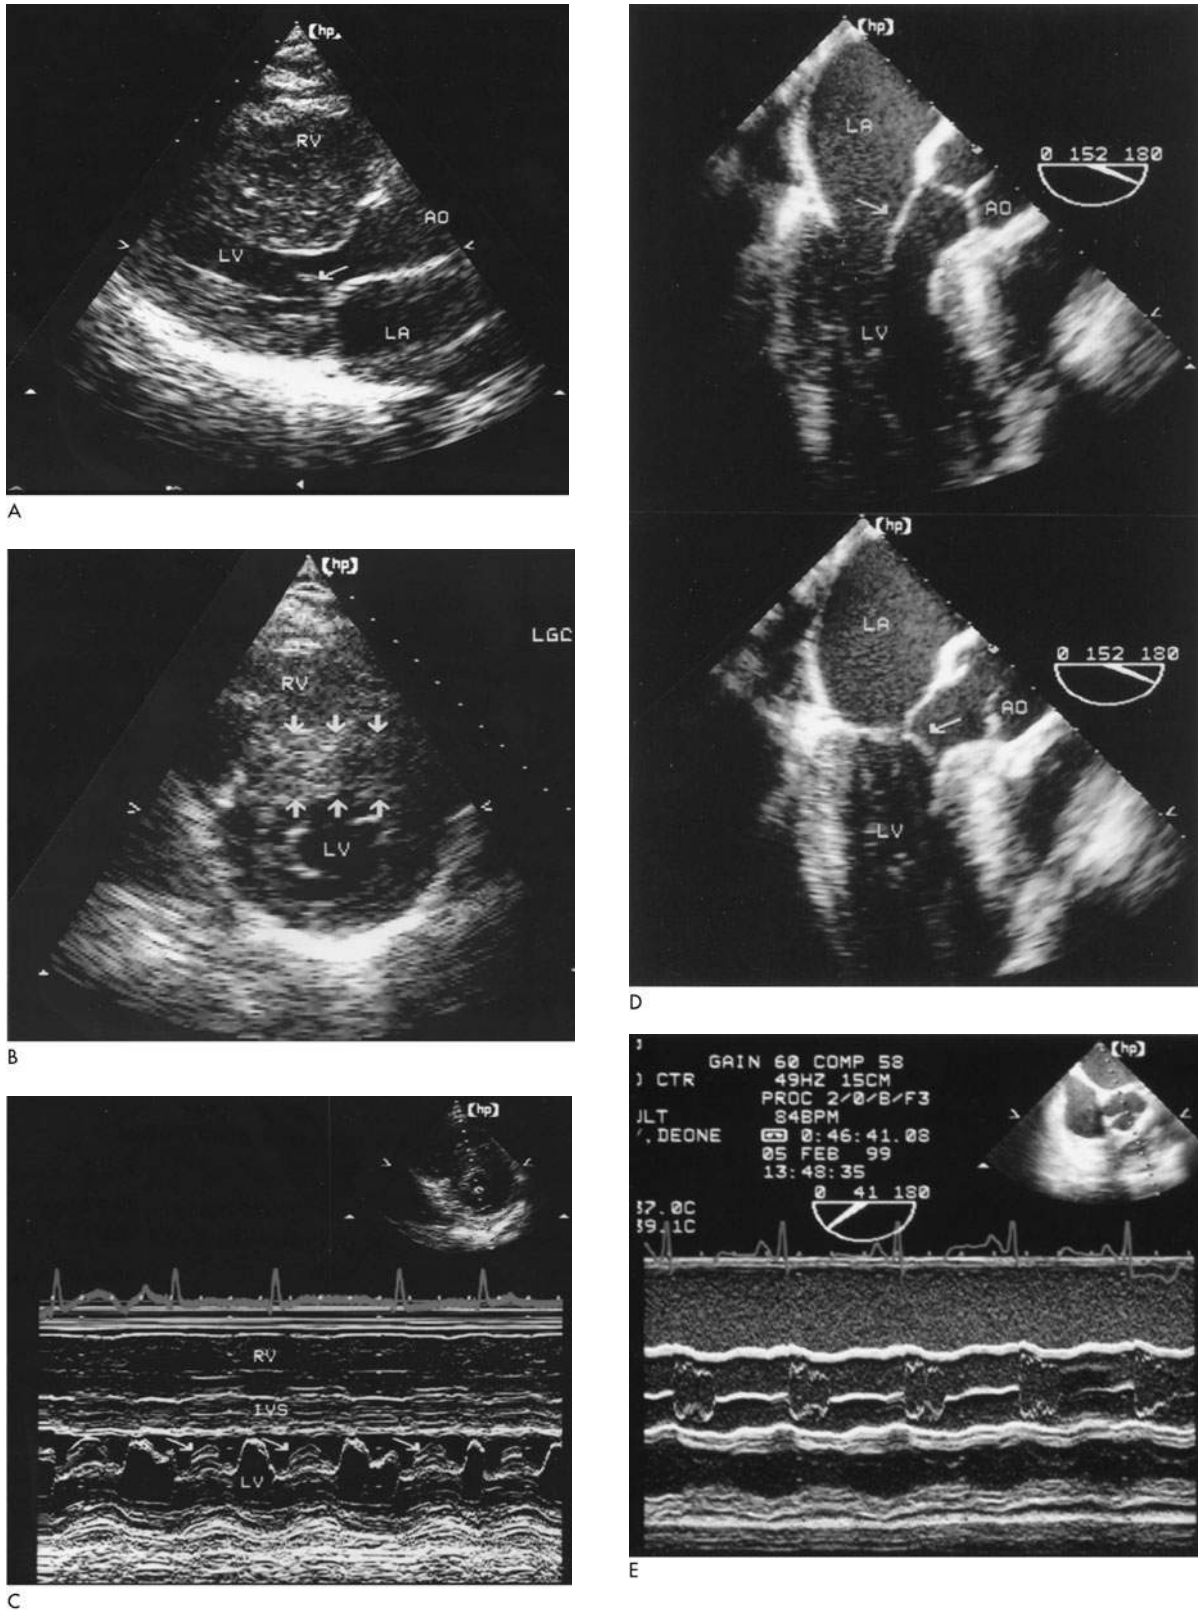 [hp]
RV
AO
LV
LA
A
[hp]
LGC
RV
LV
B
[hp]
RV
IVS
LV
C
[hp]
LA
0 152 180
AO
LV
[hp]
LA
0 152 180
AO
LV
D
[hp]
GAIN 60 COMP 58
CTR 49HZ 15CM
PROC 2/0/B/F3
84BPM
DEONE 0:46:41.08
05 FEB 99
13:48:35
0 41 180
37.0C
39.1C
E